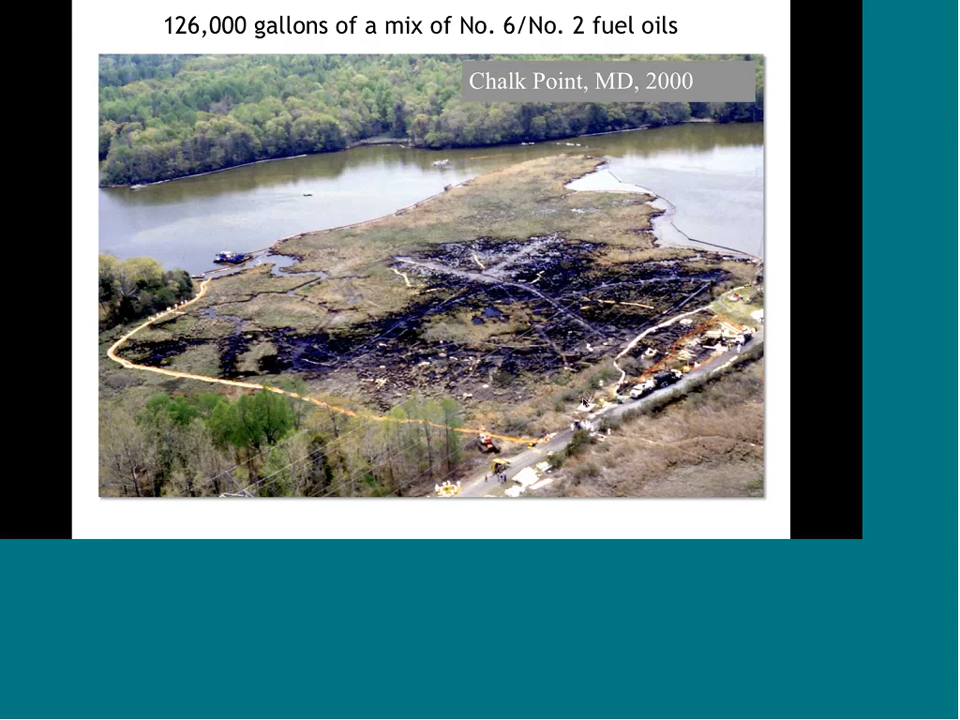 126,000 gallons of a mix of No. 6/No. 2 fuel oils
Chalk Point, MD, 2000